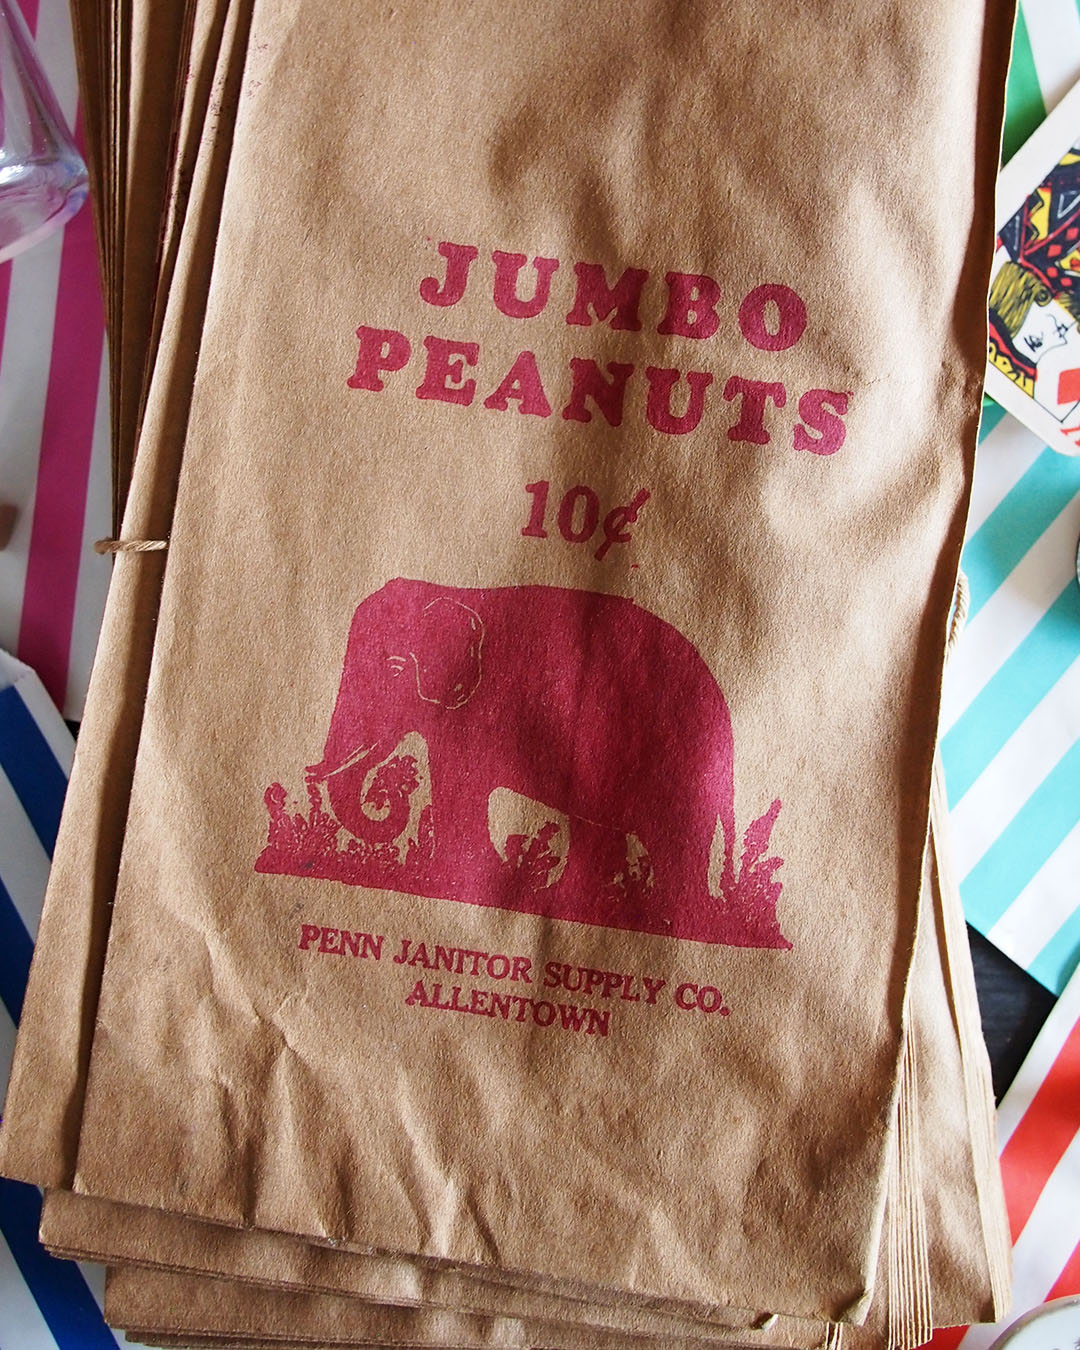 JUMBO
PEANUTS
10¢
PENN JANITOR SUPPLY CO.
ALLENTOWN